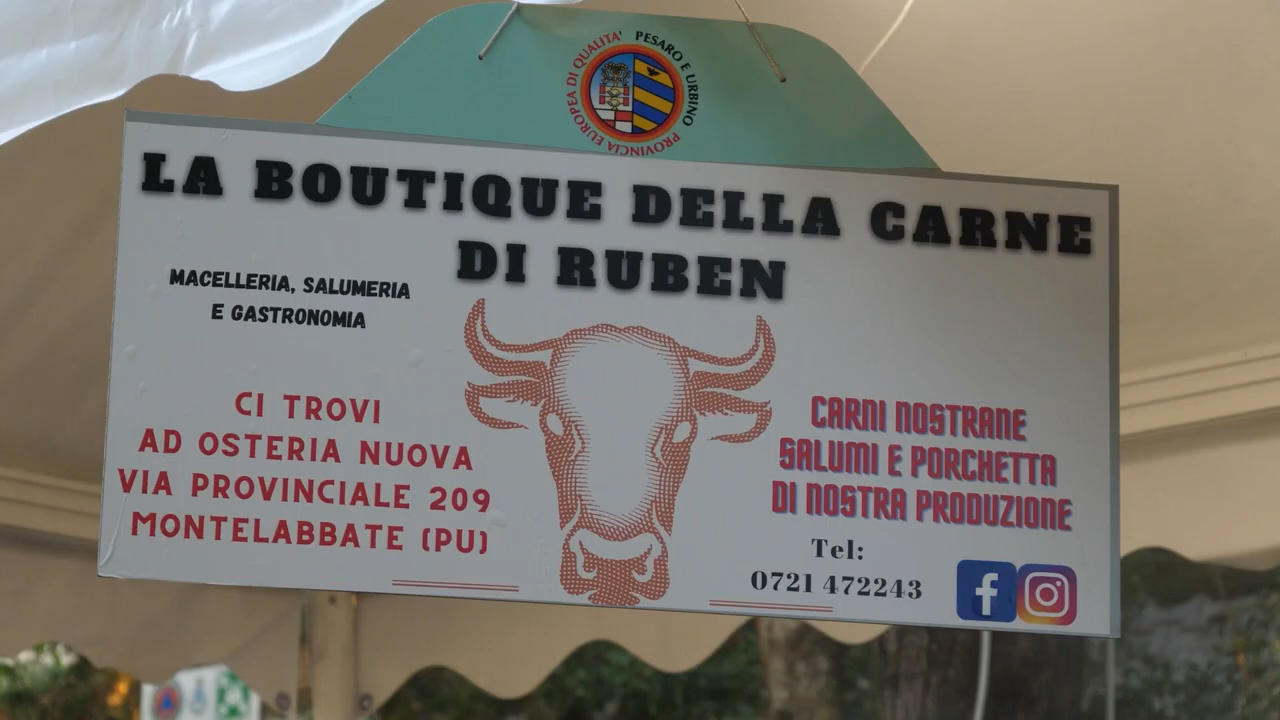 PROVINCIA EUROPEA DI QUALITA' PESARO E URBINO
LA BOUTIQUE DELLA CARNE
DI RUBEN
MACELLERIA, SALUMERIA
E GASTRONOMIA
CI TROVI
AD OSTERIA NUOVA
VIA PROVINCIALE 209
MONTELABBATE (PU)
CARNI NOSTRANE
SALUMI E PORCHETTA
DI NOSTRA PRODUZIONE
Tel:
0721 472243